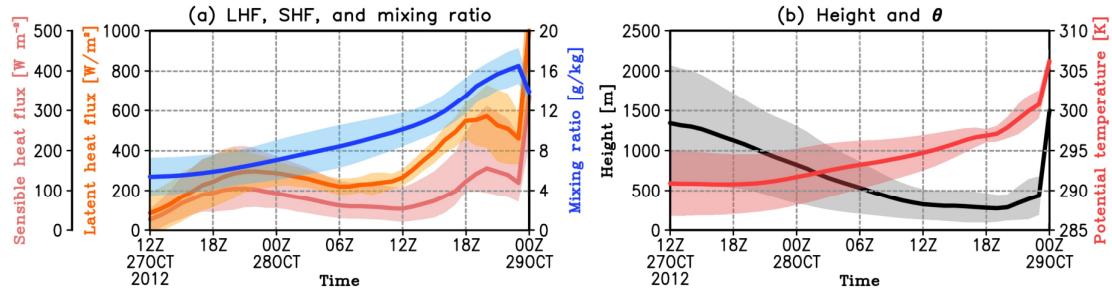 (a) LHF, SHF, and mixing ratio
Sensible heat flux [W m⁻²]
500
400
300
200
100
0
Latent heat flux [W/m²]
1000
800
600
400
200
0
20
16
12
8
4
0
Mixing ratio [g/kg]
12Z 18Z 00Z 06Z 12Z 18Z 00Z
27OCT 28OCT 29OCT
2012
Time
(b) Height and θ
Height [m]
2500
2000
1500
1000
500
0
310
305
300
295
290
285
Potential temperature [K]
12Z 18Z 00Z 06Z 12Z 18Z 00Z
27OCT 28OCT 29OCT
2012
Time